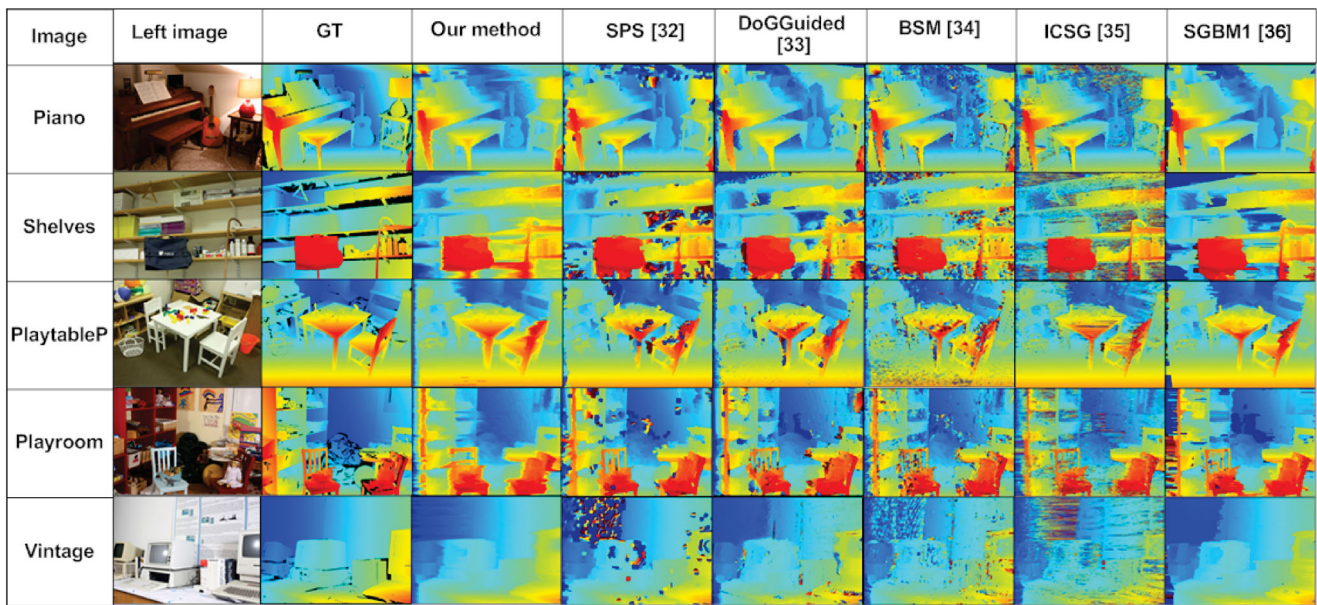 Image Left image GT Our method SPS [32] DoGGuided [33] BSM [34] ICSG [35] SGBM1 [36]
Piano
Shelves
PlaytableP
Playroom
Vintage